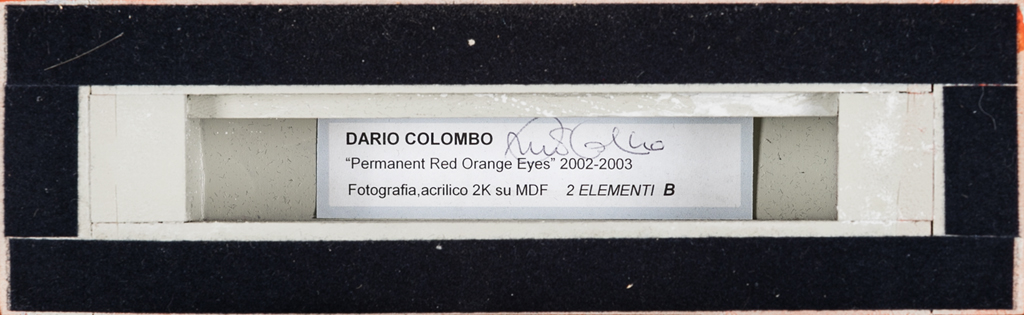 DARIO COLOMBO
“Permanent Red Orange Eyes” 2002-2003
Fotografia,acrilico 2K su MDF 2 ELEMENTI B